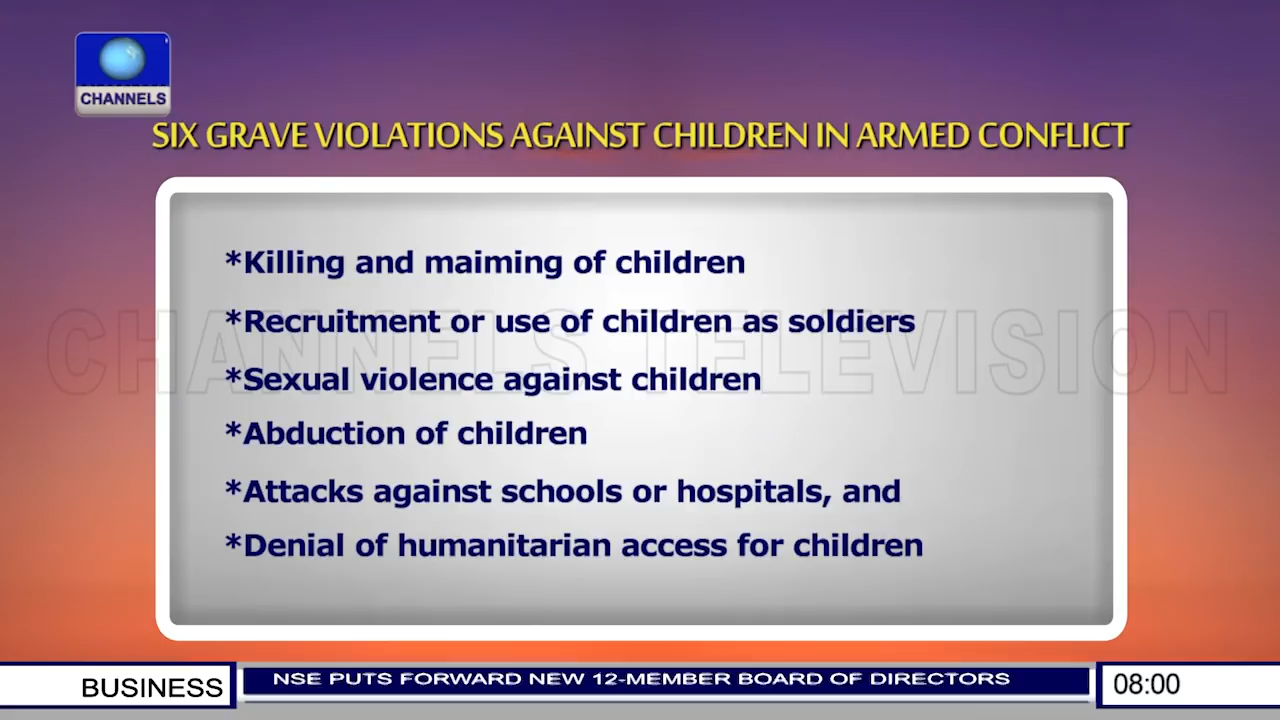 CHANNELS
SIX GRAVE VIOLATIONS AGAINST CHILDREN IN ARMED CONFLICT
*Killing and maiming of children
*Recruitment or use of children as soldiers
CHANNELS TELEVISION
*Sexual violence against children
*Abduction of children
*Attacks against schools or hospitals, and
*Denial of humanitarian access for children
BUSINESS
NSE PUTS FORWARD NEW 12-MEMBER BOARD OF DIRECTORS
08:00